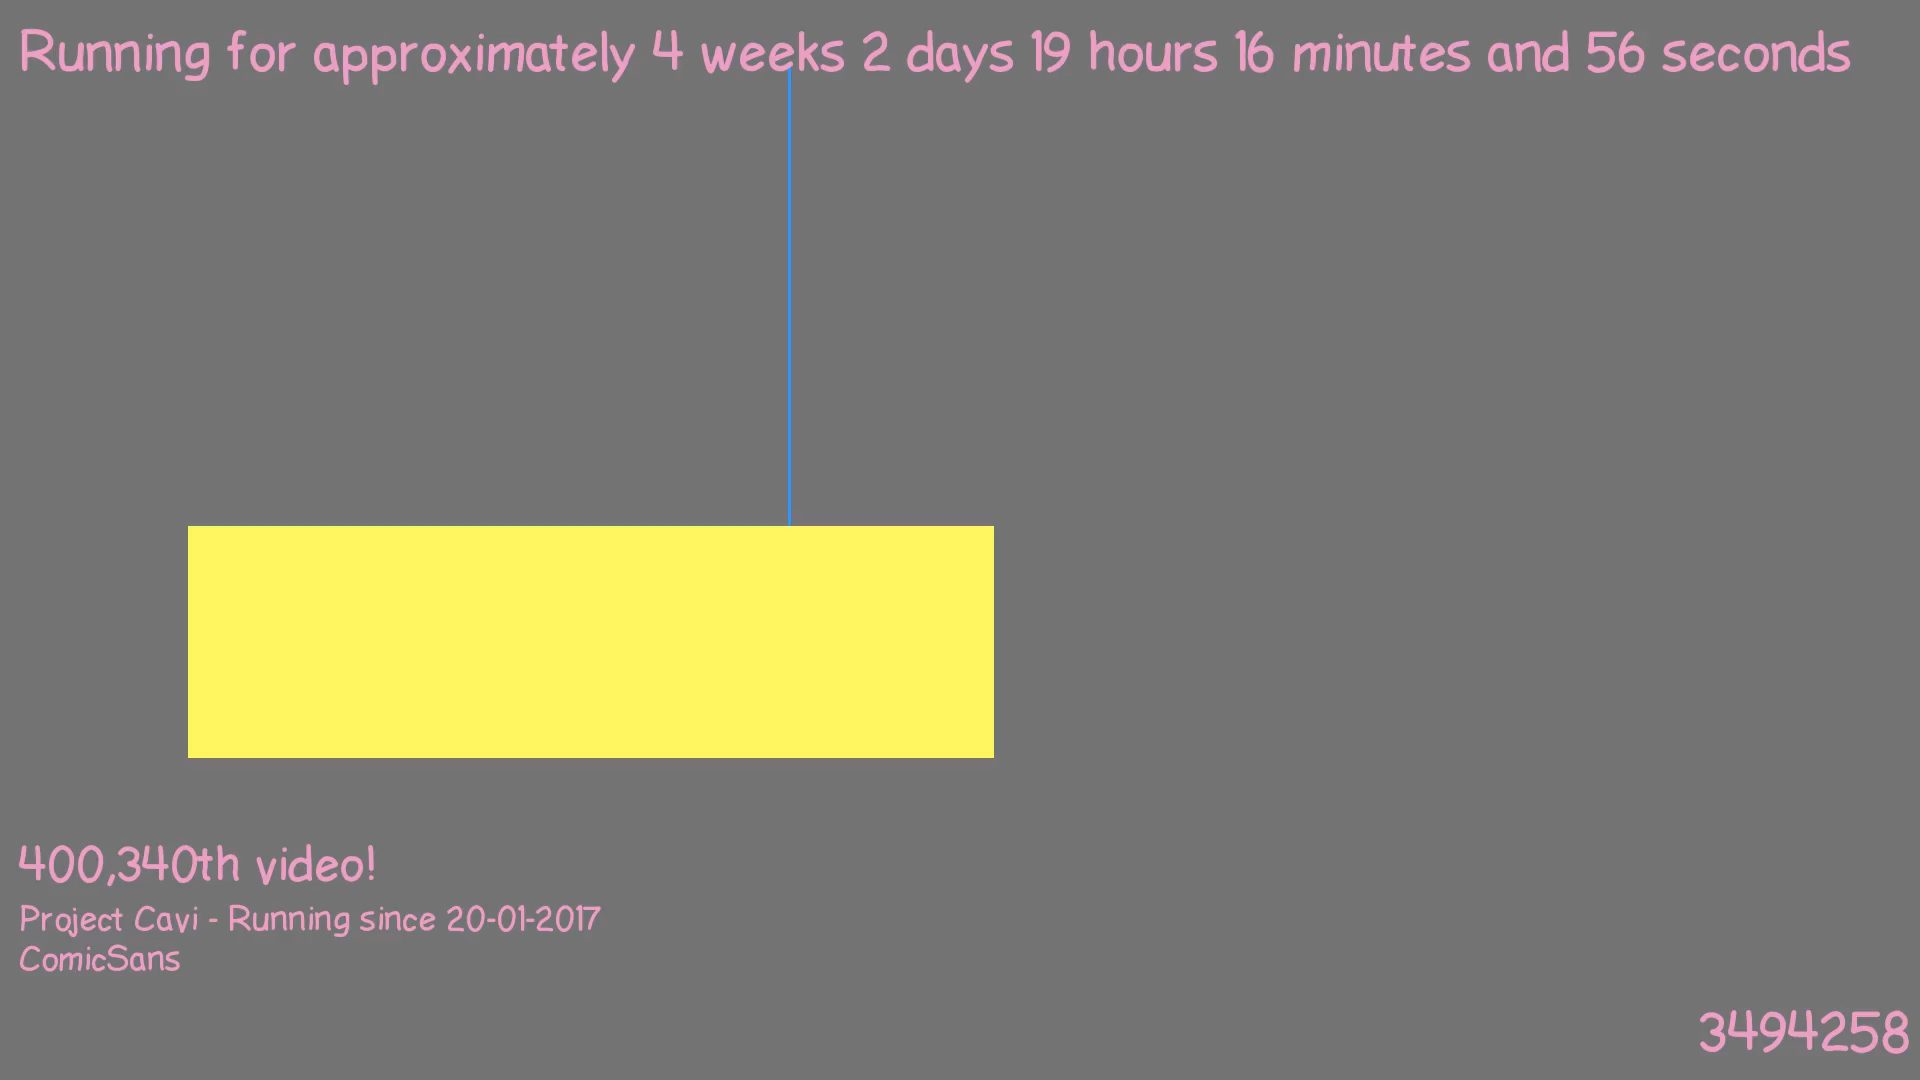 Running for approximately 4 weeks 2 days 19 hours 16 minutes and 56 seconds
400,340th video!
Project Cavi - Running since 20-01-2017
ComicSans
3494258